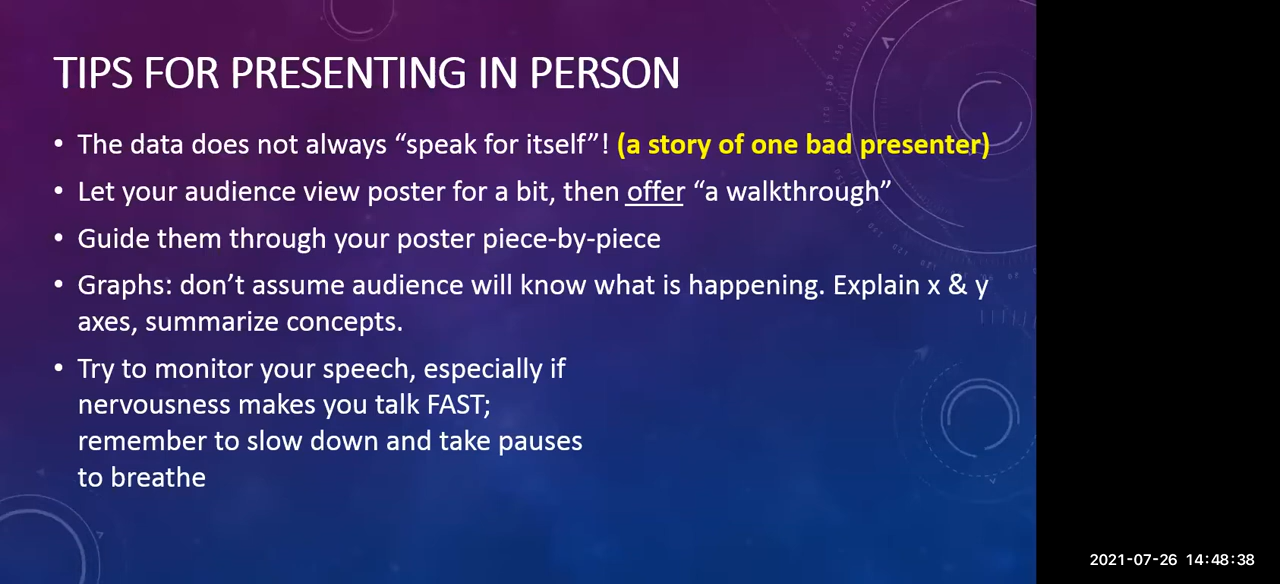 TIPS FOR PRESENTING IN PERSON
• The data does not always “speak for itself”! (a story of one bad presenter)
• Let your audience view poster for a bit, then offer “a walkthrough”
• Guide them through your poster piece-by-piece
• Graphs: don’t assume audience will know what is happening. Explain x & y
axes, summarize concepts.
• Try to monitor your speech, especially if
nervousness makes you talk FAST;
remember to slow down and take pauses
to breathe
2021-07-26 14:48:38